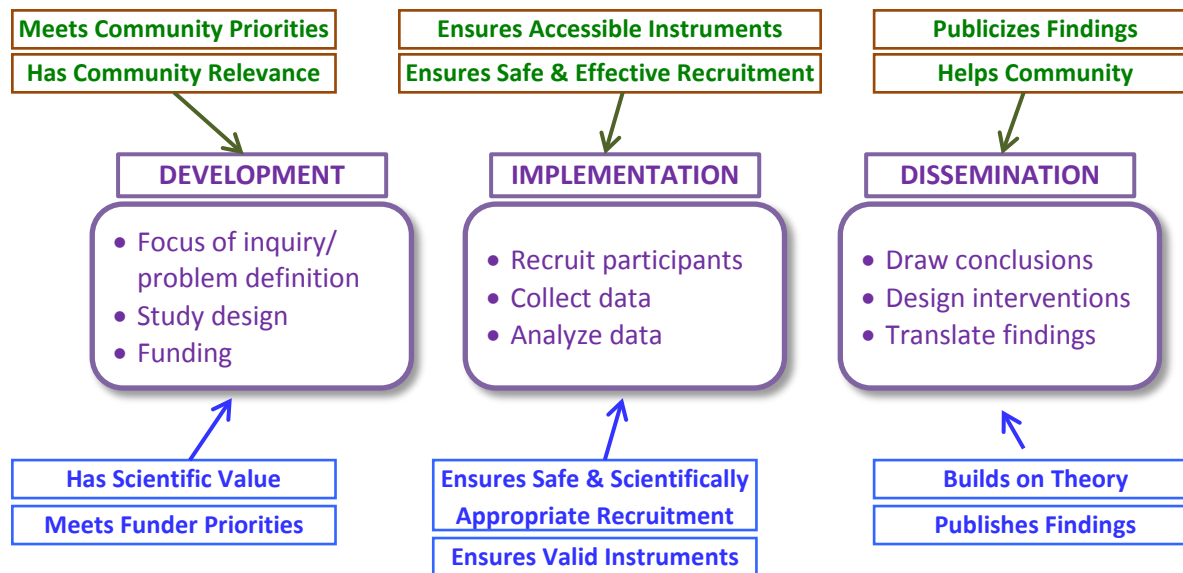 Meets Community Priorities
Has Community Relevance
Ensures Accessible Instruments
Ensures Safe & Effective Recruitment
Publicizes Findings
Helps Community
DEVELOPMENT
• Focus of inquiry/
problem definition
• Study design
• Funding
IMPLEMENTATION
• Recruit participants
• Collect data
• Analyze data
DISSEMINATION
• Draw conclusions
• Design interventions
• Translate findings
Has Scientific Value
Meets Funder Priorities
Ensures Safe & Scientifically
Appropriate Recruitment
Ensures Valid Instruments
Builds on Theory
Publishes Findings